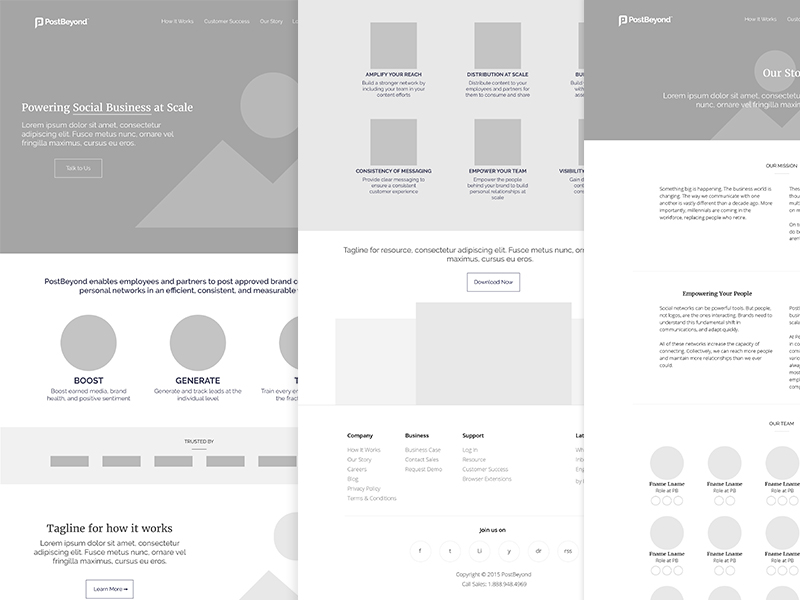 PostBeyond
How It Works Customer Success Our Story
Powering Social Business at Scale
Lorem ipsum dolor sit amet, consectetur
adipiscing elit. Fusce metus nunc, ornare vel
fringilla maximus, cursus eu eros.
Talk to Us
PostBeyond enables employees and partners to post approved brand
personal networks in an efficient, consistent, and measurable
BOOST
Boost earned media, brand
health, and positive sentiment
GENERATE
Generate and track leads at the
individual level
T
Train every
the frac
TRUSTED BY
Tagline for how it works
Lorem ipsum dolor sit amet, consectetur
adipiscing elit. Fusce metus nunc, ornare vel
fringilla maximus, cursus eu eros.
Learn More ➡
AMPLIFY YOUR REACH
Build a stronger network by
including your team in your
content efforts
DISTRIBUTION AT SCALE
Distribute content to your
employees and partners for
them to consume and share
BU
Build
with
asse
CONSISTENCY OF MESSAGING
Provide clear messaging to
ensure a consistent
customer experience
EMPOWER YOUR TEAM
Empower the people
behind your brand to build
personal relationships at
scale
VISIBILITY
Gain
cont
com
Tagline for resource, consectetur adipiscing elit. Fusce metus nunc,
maximus, cursus eu eros.
Download Now
Company
How It Works
Our Story
Careers
Blog
Privacy Policy
Terms & Conditions
Business
Business Case
Contact Sales
Request Demo
Support
Log In
Resource
Customer Success
Browser Extensions
Lat
Join us on
f t Li y dr rss
Copyright © 2015 PostBeyond
Call Sales: 1.888.948.4969
PostBeyond
How It Works
Our Sto
Lorem ipsum dolor sit amet,
nunc, ornare vel fringilla
OUR MISSION
Something big is happening. The business world is
changing. The way we communicate with one
another is vastly different than a decade ago. More
importantly, millennials are coming in the
workforce, replacing people who retire.
Empowering Your People
Social networks can be powerful tools. But people,
not logos, are the ones interacting. Brands need to
understand this fundamental shift in
communications, and adapt quickly.
All of these networks increase the capacity of
connecting. Collectively, we can reach more people
and maintain more relationships than we ever
could.
OUR TEAM
Fname Lname Fname Lname Fname Lname
Role at PB Role at PB Role at PB
Fname Lname Fname Lname Fname Lname
Role at PB Role at PB Role at PB